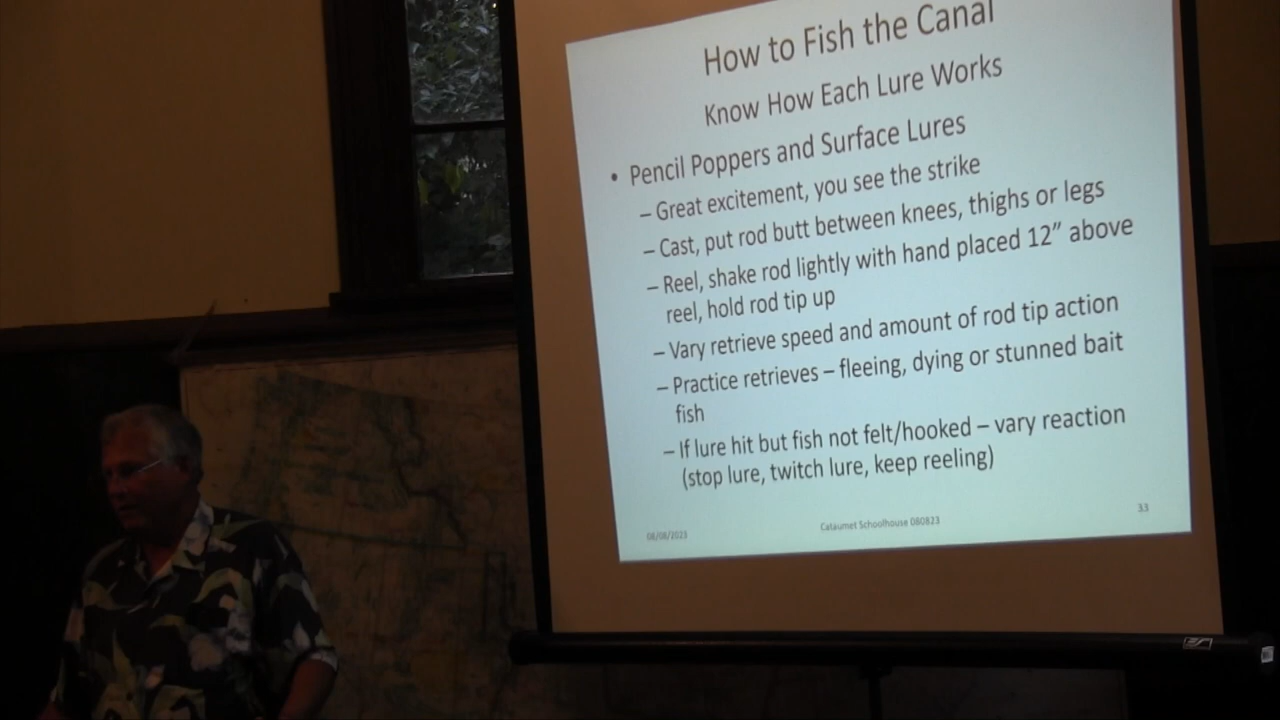 How to Fish the Canal
Know How Each Lure Works
• Pencil Poppers and Surface Lures
– Great excitement, you see the strike
– Cast, put rod butt between knees, thighs or legs
– Reel, shake rod lightly with hand placed 12” above
reel, hold rod tip up
– Vary retrieve speed and amount of rod tip action
– Practice retrieves – fleeing, dying or stunned bait
fish
– If lure hit but fish not felt/hooked – vary reaction
(stop lure, twitch lure, keep reeling)
08/08/2023
Cataumet Schoolhouse 080823
33